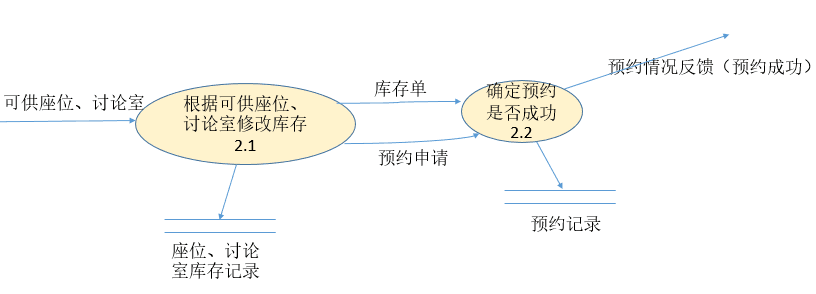 可供座位、讨论室
根据可供座位、
讨论室修改库存
2.1
库存单
预约申请
确定预约
是否成功
2.2
预约情况反馈（预约成功）
座位、讨论
室库存记录
预约记录